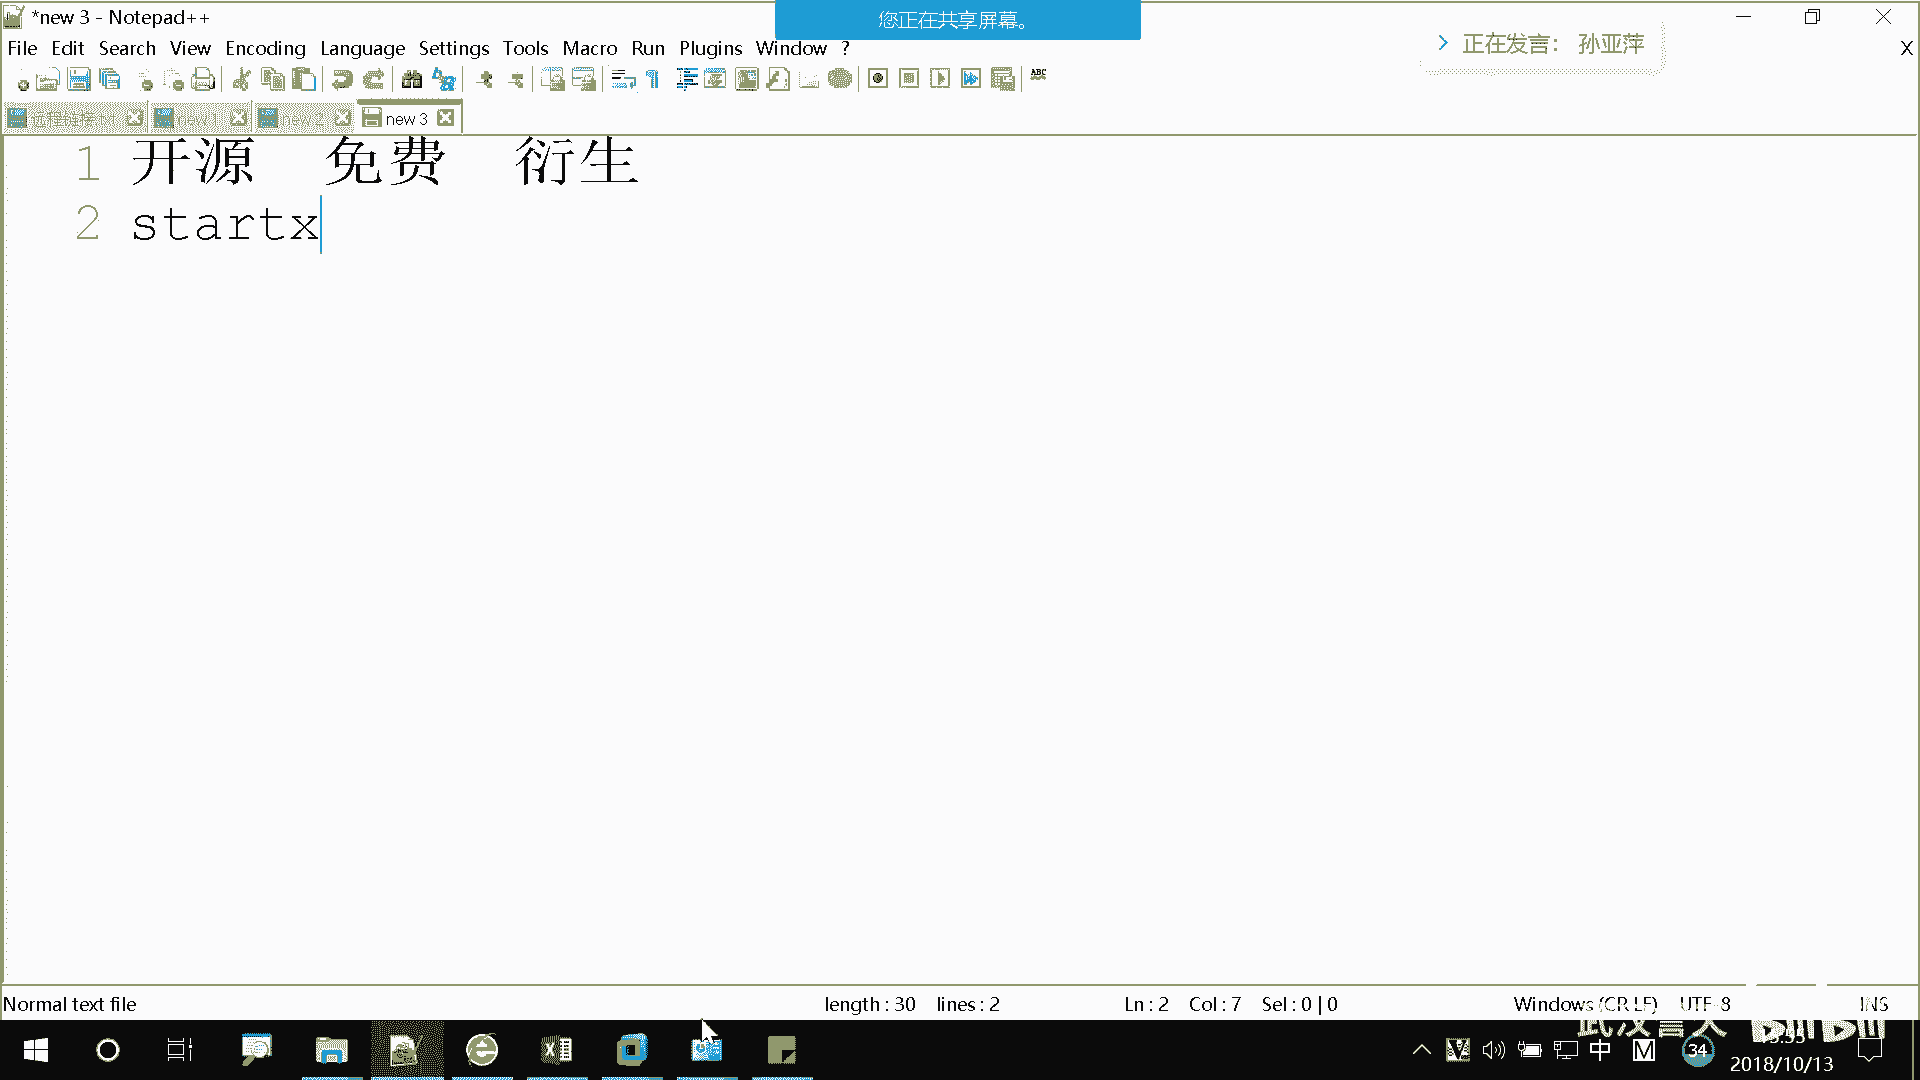 *new 3 - Notepad++
您正在共享屏幕。
正在发言： 孙亚萍
File Edit Search View Encoding Language Settings Tools Macro Run Plugins Window ?
X
ABC
new 1 new 2 new 3
1 开源 免费 衍生
2 startx
Normal text file length : 30 lines : 2 Ln : 2 Col : 7 Sel : 0 | 0 Windows (CR LF) UTF-8 INS
中 M 34
2018/10/13